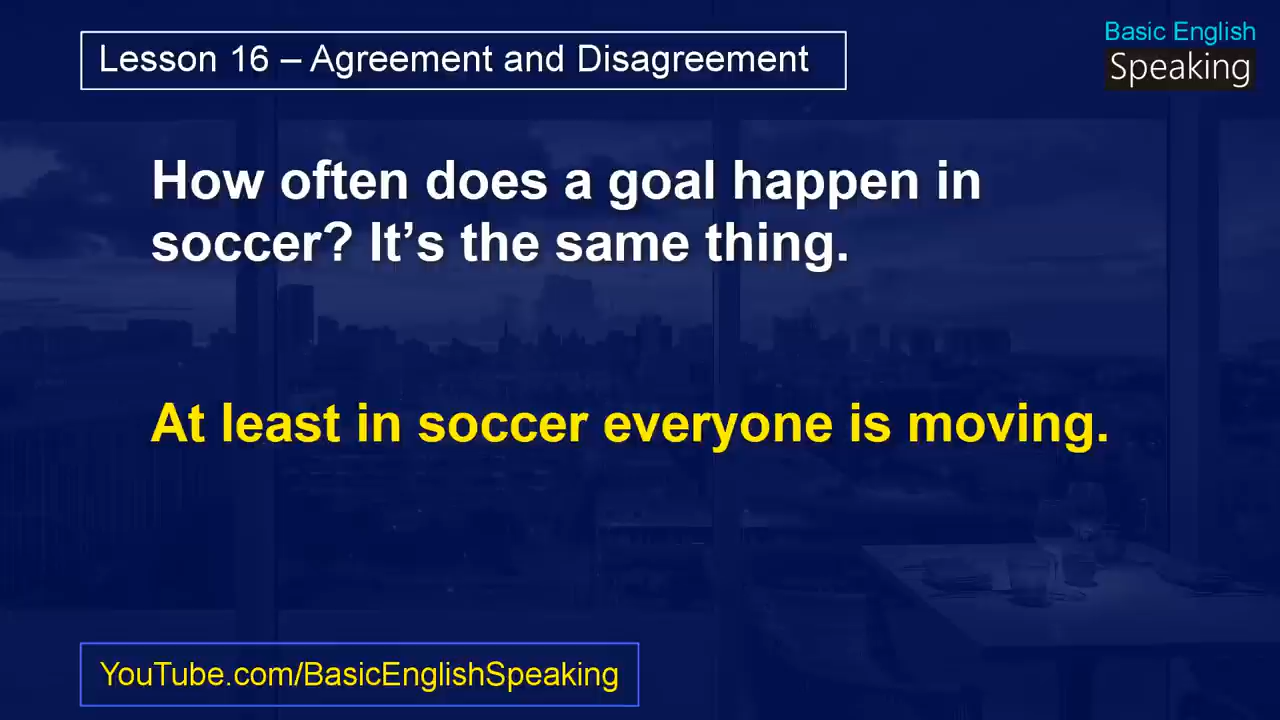 Lesson 16 – Agreement and Disagreement
Basic English
Speaking
How often does a goal happen in
soccer? It’s the same thing.
At least in soccer everyone is moving.
YouTube.com/BasicEnglishSpeaking